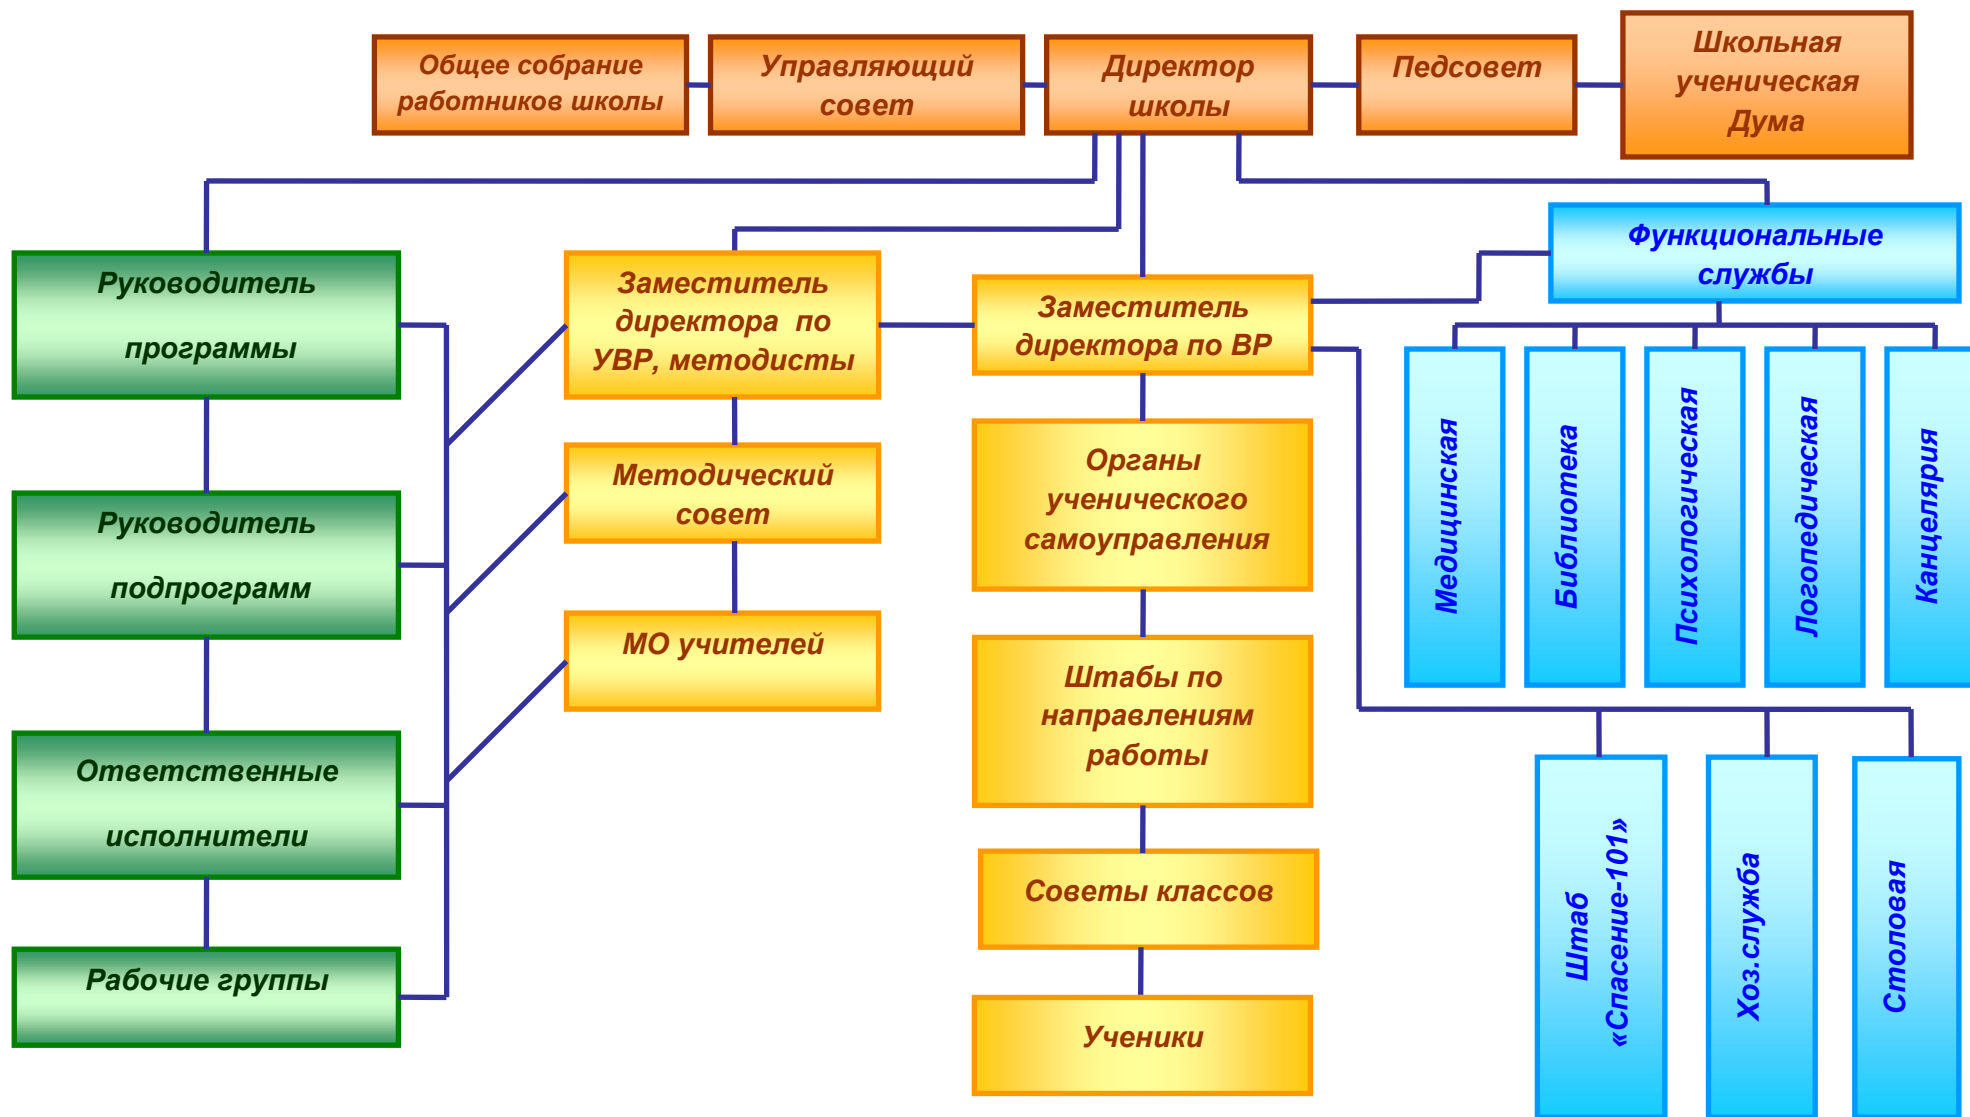 Общее собрание
работников школы
Управляющий
совет
Директор
школы
Педсовет
Школьная
ученическая
Дума
Руководитель
программы
Заместитель
директора по
УВР, методисты
Заместитель
директора по ВР
Функциональные
службы
Руководитель
подпрограмм
Методический
совет
Органы
ученического
самоуправления
Медицинская
Библиотека
Психологическая
Логопедическая
Канцелярия
МО учителей
Штабы по
направлениям
работы
Ответственные
исполнители
Советы классов
Штаб
«Спасение-101»
Хоз.служба
Столовая
Рабочие группы
Ученики